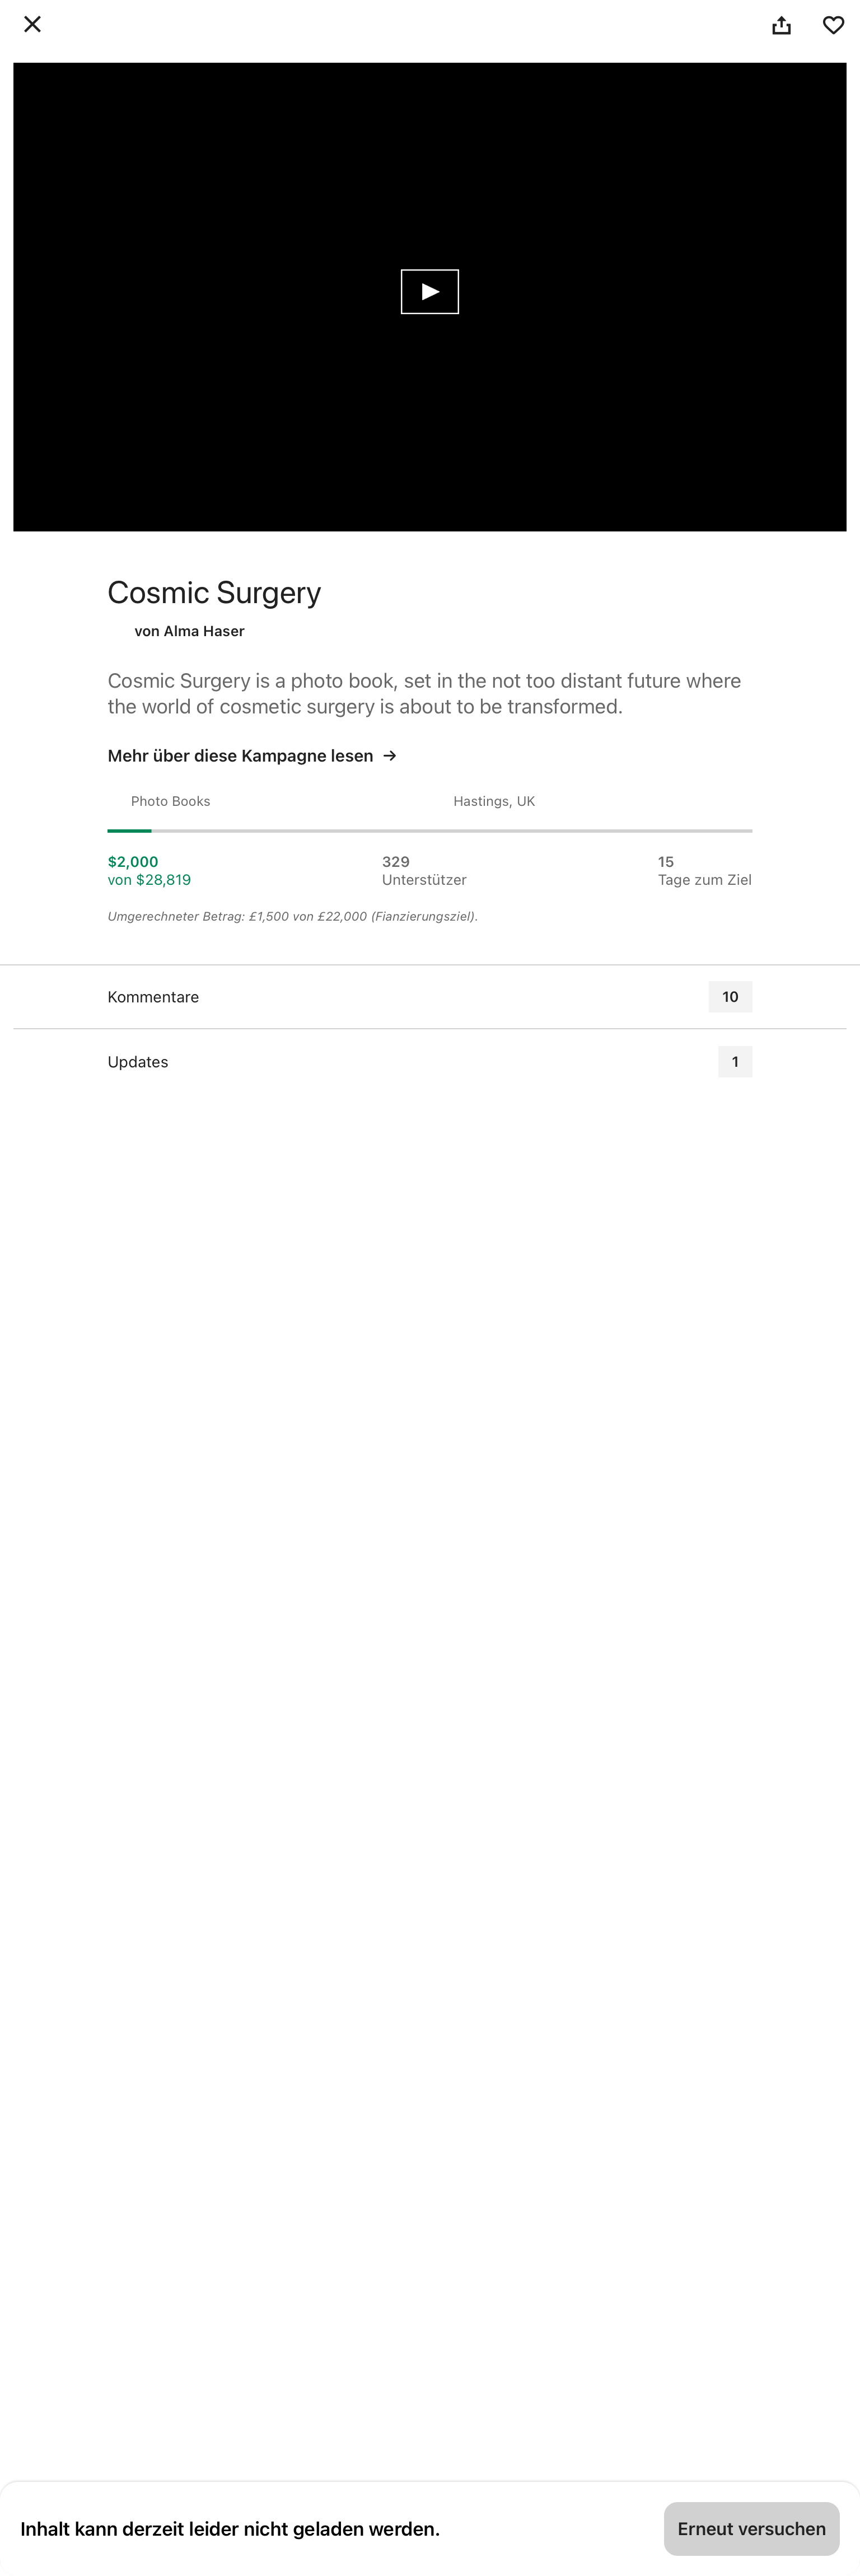 Cosmic Surgery
von Alma Haser
Cosmic Surgery is a photo book, set in the not too distant future where
the world of cosmetic surgery is about to be transformed.
Mehr über diese Kampagne lesen →
Photo Books
Hastings, UK
$2,000
von $28,819
329
Unterstützer
15
Tage zum Ziel
Umgerechneter Betrag: £1,500 von £22,000 (Fianzierungsziel).
Kommentare
10
Updates
1
Inhalt kann derzeit leider nicht geladen werden.
Erneut versuchen